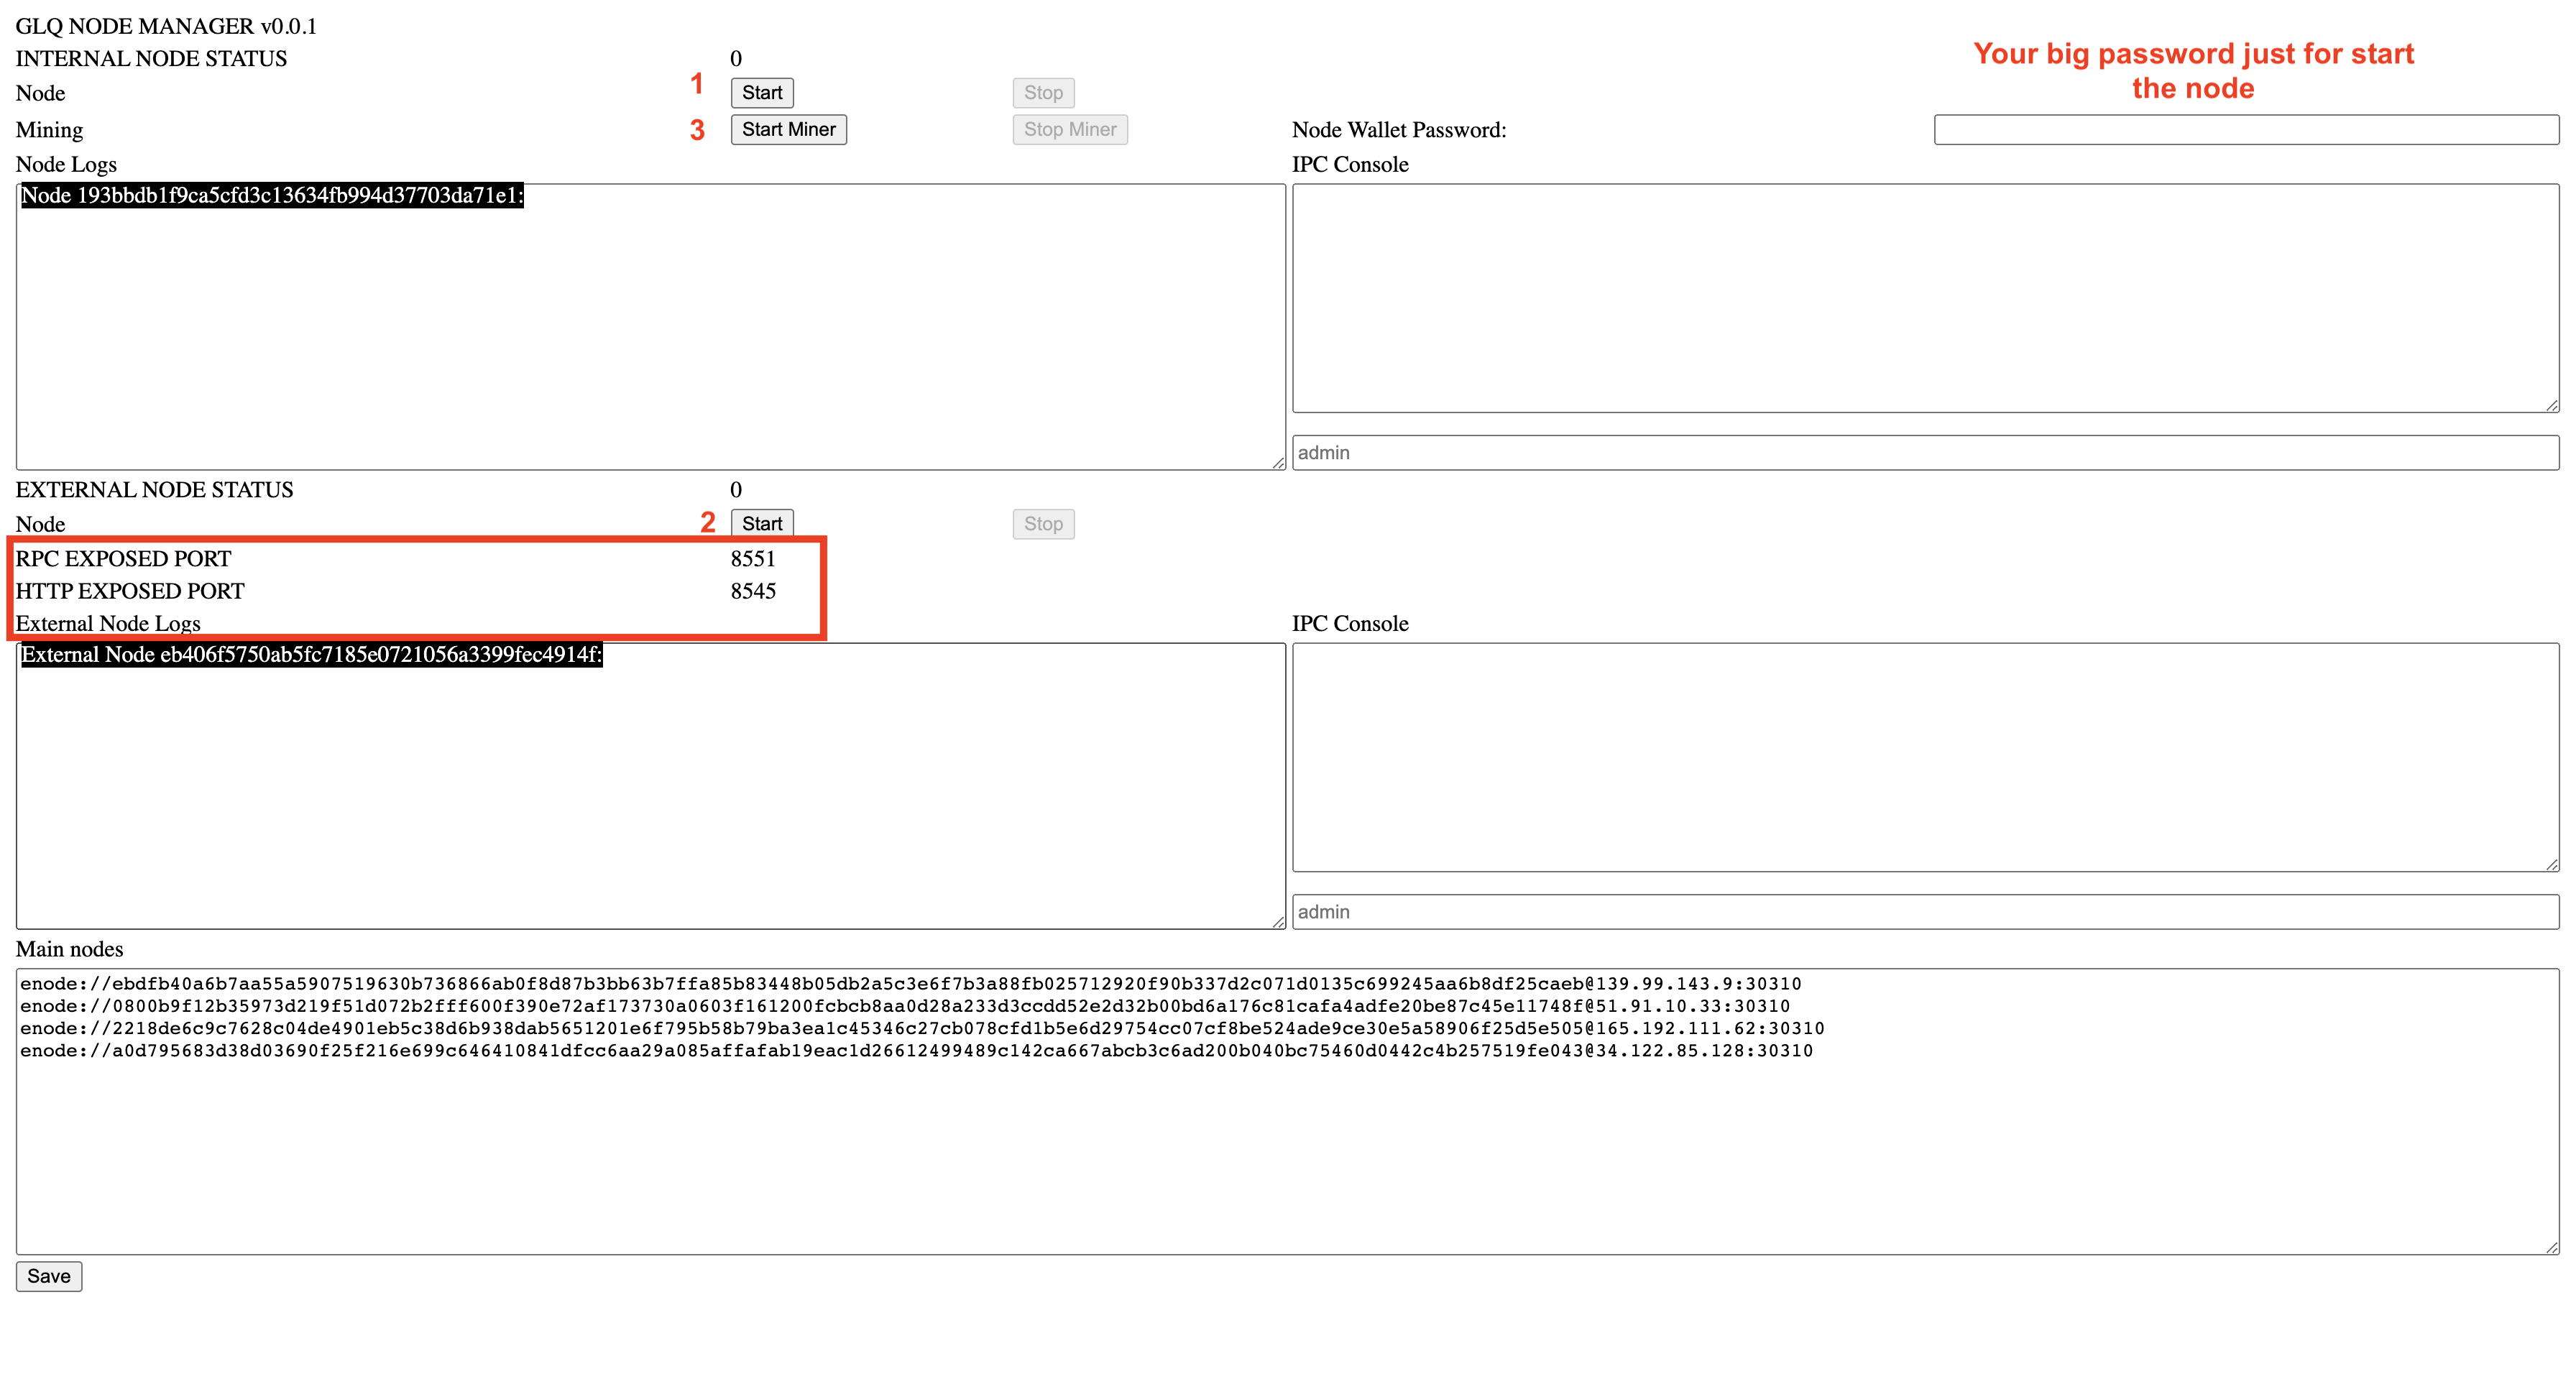 GLQ NODE MANAGER v0.0.1
INTERNAL NODE STATUS 0
Your big password just for start
the node
Node 1 Start Stop
Mining 3 Start Miner Stop Miner Node Wallet Password:
Node Logs IPC Console
Node 193bbdb1f9ca5cfd3c13634fb994d37703da71e1:
admin
EXTERNAL NODE STATUS 0
Node 2 Start Stop
RPC EXPOSED PORT 8551
HTTP EXPOSED PORT 8545
External Node Logs IPC Console
External Node eb406f5750ab5fc7185e0721056a3399fec4914f:
admin
Main nodes
enode://ebdfb40a6b7aa55a5907519630b736866ab0f8d87b3bb63b7ffa85b83448b05db2a5c3e6f7b3a88fb025712920f90b337d2c071d0135c699245aa6b8df25caeb@139.99.143.9:30310
enode://0800b9f12b35973d219f51d072b2fff600f390e72af173730a0603f161200fcbcb8aa0d28a233d3ccdd52e2d32b00bd6a176c81cafa4adfe20be87c45e11748f@51.91.10.33:30310
enode://2218de6c9c7628c04de4901eb5c38d6b938dab5651201e6f795b58b79ba3ea1c45346c27cb078cfd1b5e6d29754cc07cf8be524ade9ce30e5a58906f25d5e505@165.192.111.62:30310
enode://a0d795683d38d03690f25f216e699c646410841dfcc6aa29a085affafab19eac1d26612499489c142ca667abcb3c6ad200b040bc75460d0442c4b257519fe043@34.122.85.128:30310
Save